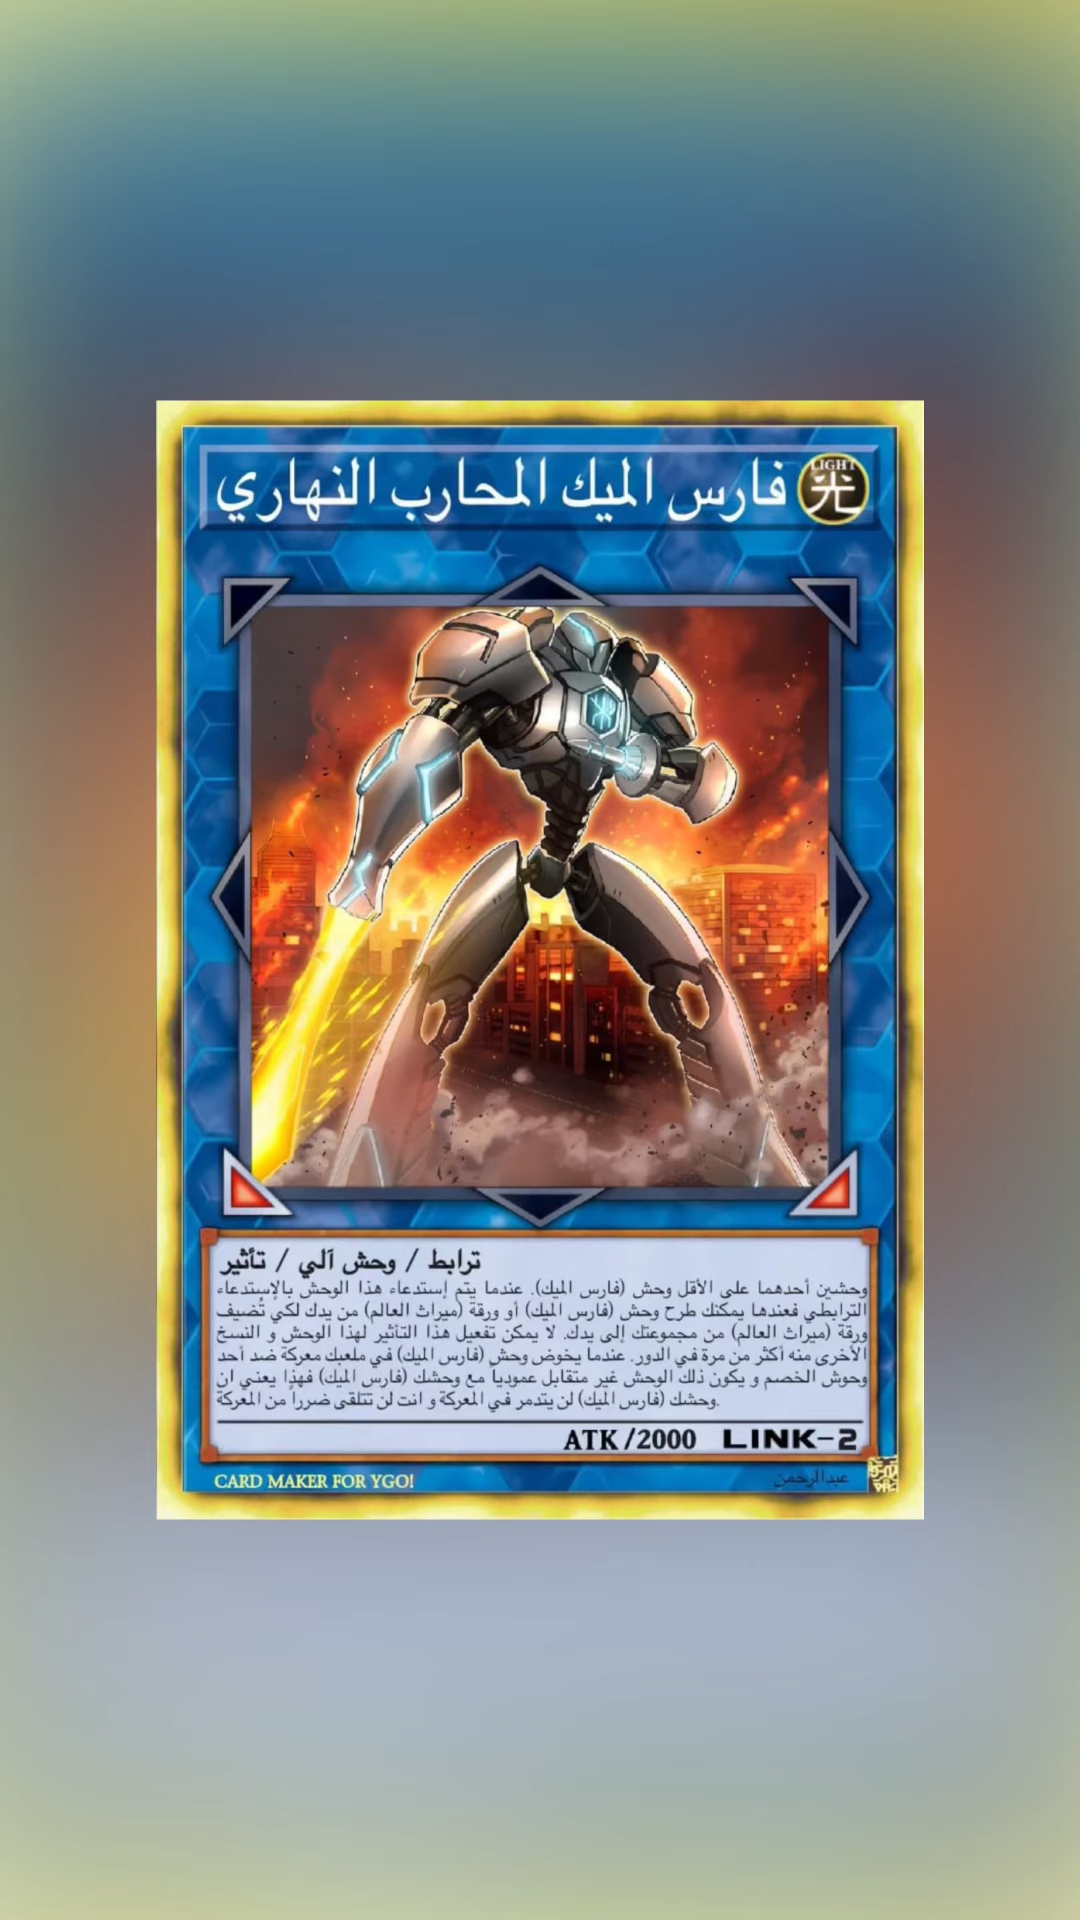 فارس الميك المحارب النهاري
LIGHT
光
ترابط / وحش آلي / تأثير
وحشين أحدهما على الأقل وحش (فارس الميك). عندما يتم إستدعاء هذا الوحش بالإستدعاء
الترابطي فعندها يمكنك طرح وحش (فارس الميك) أو ورقة (ميراث العالم) من يدك لكي تُضيف
ورقة (ميراث العالم) من مجموعتك إلى يدك. لا يمكن تفعيل هذا التأثير لهذا الوحش و النسخ
الأخرى منه أكثر من مرة في الدور. عندما يخوض وحش (فارس الميك) في ملعبك معركة ضد أحد
وحوش الخصم و يكون ذلك الوحش غير متقابل عمودياً مع وحشك (فارس الميك) فهذا يعني ان
وحشك (فارس الميك) لن يتدمر في المعركة و انت لن تتلقى ضرراً من المعركة.
ATK/2000 LINK-2
CARD MAKER FOR YGO!
عبدالرحمن